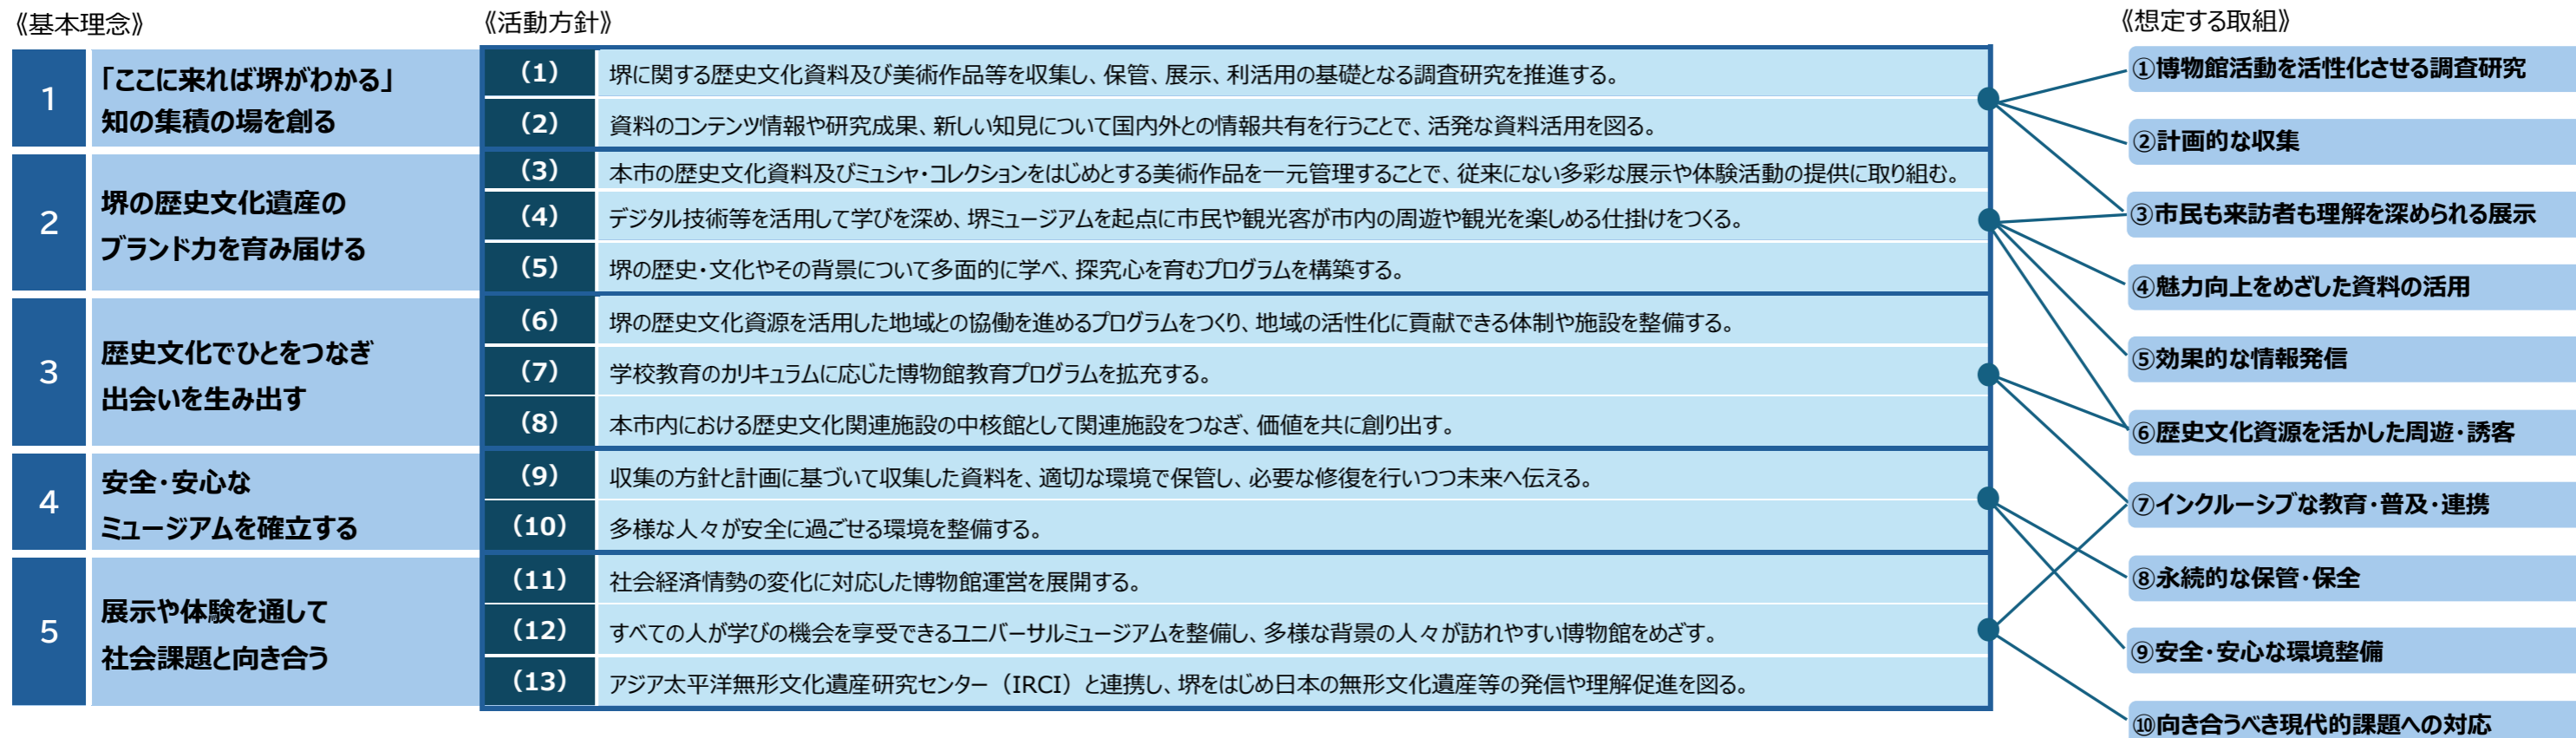 《基本理念》
《活動方針》
《想定する取組》
1
「ここに来れば堺がわかる」
知の集積の場を創る
（1）
堺に関する歴史文化資料及び美術作品等を収集し、保管、展示、利活用の基礎となる調査研究を推進する。
（2）
資料のコンテンツ情報や研究成果、新しい知見について国内外との情報共有を行うことで、活発な資料活用を図る。
2
堺の歴史文化遺産の
ブランド力を育み届ける
（3）
本市の歴史文化資料及びミュシャ・コレクションをはじめとする美術作品を一元管理することで、従来にない多彩な展示や体験活動の提供に取り組む。
（4）
デジタル技術等を活用して学びを深め、堺ミュージアムを起点に市民や観光客が市内の周遊や観光を楽しめる仕掛けをつくる。
（5）
堺の歴史・文化やその背景について多面的に学べ、探究心を育むプログラムを構築する。
3
歴史文化でひとをつなぎ
出会いを生み出す
（6）
堺の歴史文化資源を活用した地域との協働を進めるプログラムをつくり、地域の活性化に貢献できる体制や施設を整備する。
（7）
学校教育のカリキュラムに応じた博物館教育プログラムを拡充する。
（8）
本市内における歴史文化関連施設の中核館として関連施設をつなぎ、価値を共に創り出す。
4
安全・安心な
ミュージアムを確立する
（9）
収集の方針と計画に基づいて収集した資料を、適切な環境で保管し、必要な修復を行いつつ未来へ伝える。
（10）
多様な人々が安全に過ごせる環境を整備する。
5
展示や体験を通して
社会課題と向き合う
（11）
社会経済情勢の変化に対応した博物館運営を展開する。
（12）
すべての人が学びの機会を享受できるユニバーサルミュージアムを整備し、多様な背景の人々が訪れやすい博物館をめざす。
（13）
アジア太平洋無形文化遺産研究センター（IRCI）と連携し、堺をはじめ日本の無形文化遺産等の発信や理解促進を図る。
①博物館活動を活性化させる調査研究
②計画的な収集
③市民も来訪者も理解を深められる展示
④魅力向上をめざした資料の活用
⑤効果的な情報発信
⑥歴史文化資源を活かした周遊・誘客
⑦インクルーシブな教育・普及・連携
⑧永続的な保管・保全
⑨安全・安心な環境整備
⑩向き合うべき現代的課題への対応